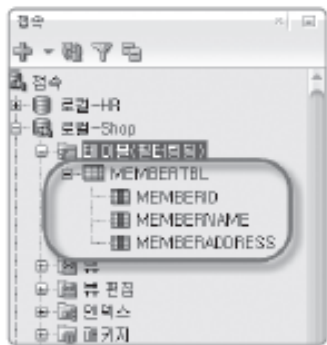 접속
접속
로컬-HR
로컬-Shop
테이블(필터링됨)
MEMBERTBL
MEMBERID
MEMBERNAME
MEMBERADDRESS
뷰
뷰 편집
인덱스
패키지